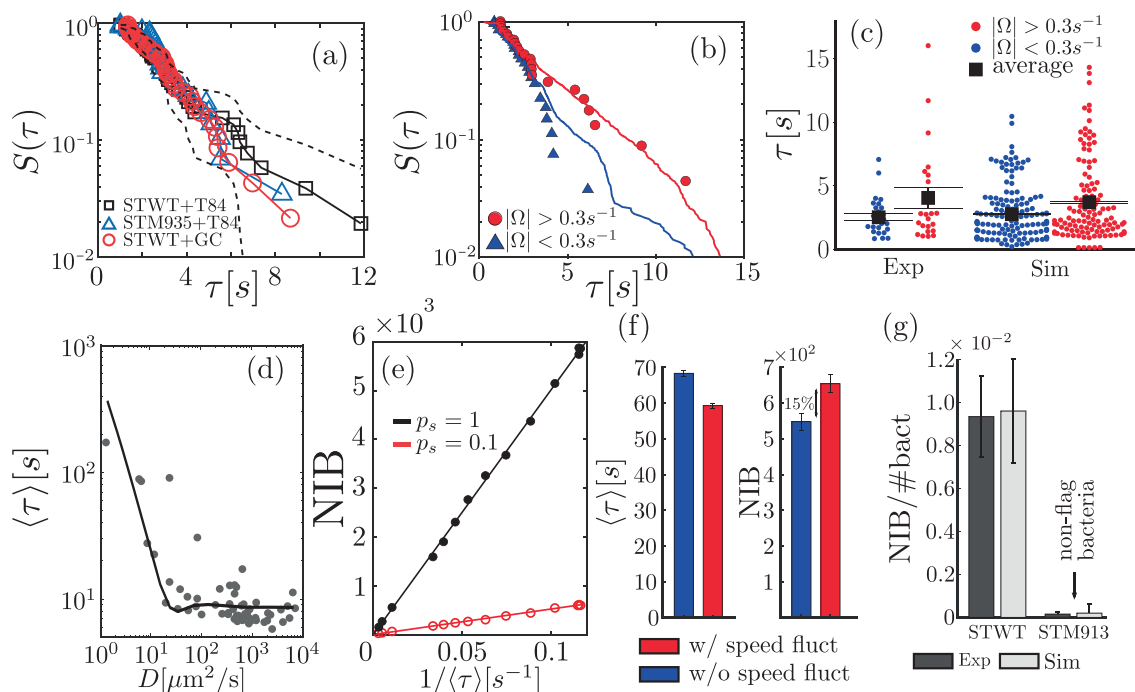 (a)
10^0
10^-1
10^-2
S(τ)
0 4 8 12
τ[s]
STWT+T84
STM935+T84
STWT+GC
(b)
10^0
10^-1
10^-2
S(τ)
0 5 10 15
τ[s]
|Ω| > 0.3s^-1
|Ω| < 0.3s^-1
(c)
|Ω| > 0.3s^-1
|Ω| < 0.3s^-1
average
15
10
5
0
τ[s]
Exp Sim
(d)
10^3
10^2
10^1
⟨τ⟩[s]
10^0 10^1 10^2 10^3 10^4
D[µm²/s]
(e)
×10^3
6
5
4
3
2
1
NIB
p_s = 1
p_s = 0.1
0 0.05 0.1
1/⟨τ⟩[s^-1]
(f)
70
60
50
40
30
20
10
0
⟨τ⟩[s]
×10^2
7
6
5
4
3
2
1
NIB
15%
w/ speed fluct
w/o speed fluct
(g)
× 10^-2
1.2
1.0
0.8
0.6
0.4
0.2
0
NIB/#bact
non-flag
bacteria
STWT STM913
Exp Sim